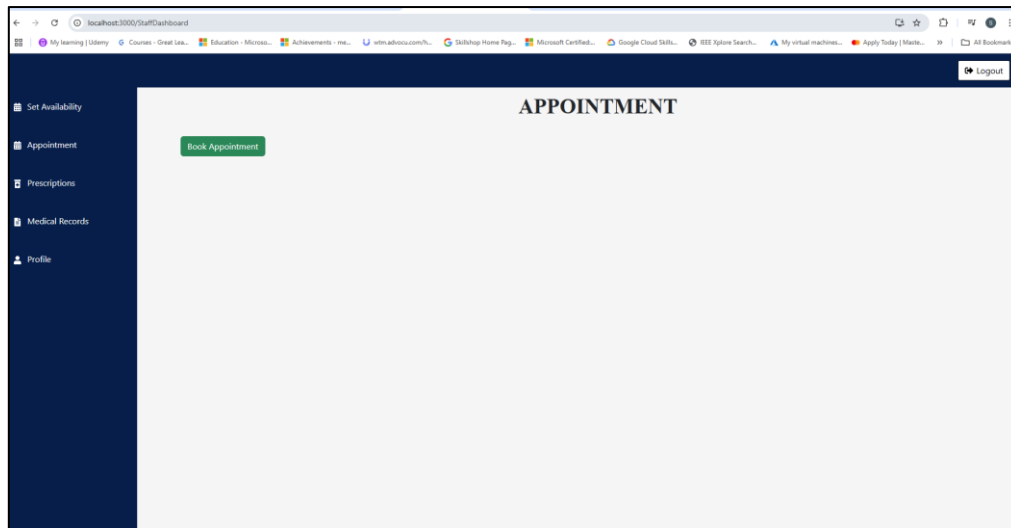 localhost:3000/StaffDashboard
My learning | Udemy Courses - Great Lea... Education - Microso... Achievements - me... wtm.advocu.com/h... Skillshop Home Pag... Microsoft Certified... Google Cloud Skills... IEEE Xplore Search... My virtual machines... Apply Today | Maste... » All Bookmark
Logout
Set Availability
APPOINTMENT
Appointment
Book Appointment
Prescriptions
Medical Records
Profile